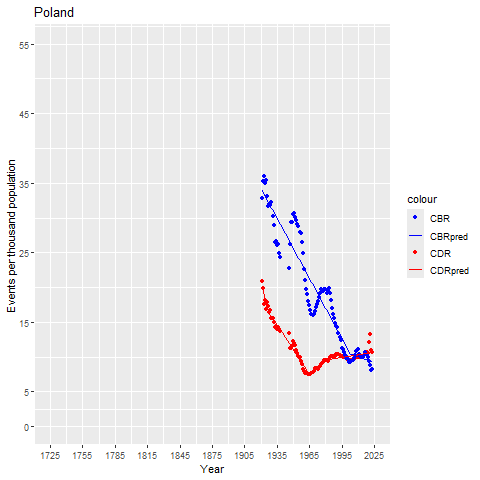 Poland
Events per thousand population
55
45
35
25
15
5
0
1725 1755 1785 1815 1845 1875 1905 1935 1965 1995 2025
Year
colour
CBR
CBRpred
CDR
CDRpred